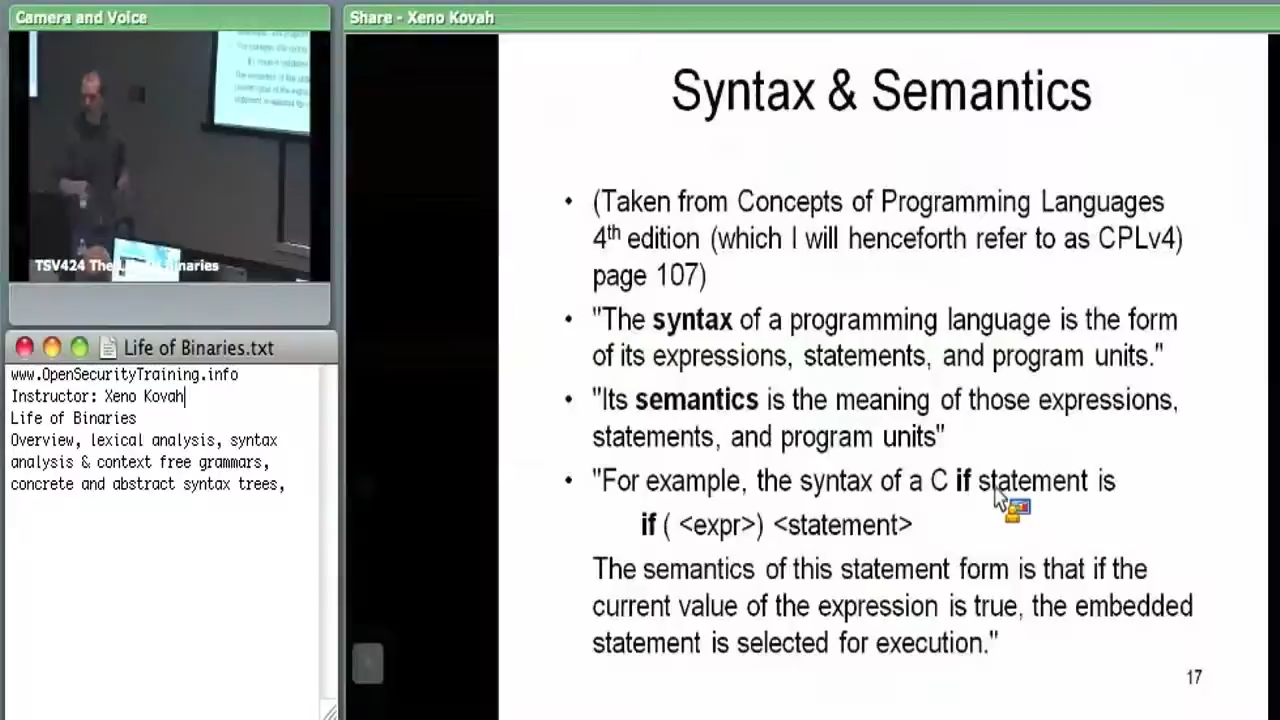 Camera and Voice
TSV424 The Li
naries
Life of Binaries.txt
www.OpenSecurityTraining.info
Instructor: Xeno Kovah
Life of Binaries
Overview, lexical analysis, syntax
analysis & context free grammars,
concrete and abstract syntax trees,
Share - Xeno Kovah
Syntax & Semantics
• (Taken from Concepts of Programming Languages
4th edition (which I will henceforth refer to as CPLv4)
page 107)
• "The syntax of a programming language is the form
of its expressions, statements, and program units."
• "Its semantics is the meaning of those expressions,
statements, and program units"
• "For example, the syntax of a C if statement is
if ( <expr>) <statement>
The semantics of this statement form is that if the
current value of the expression is true, the embedded
statement is selected for execution."
17